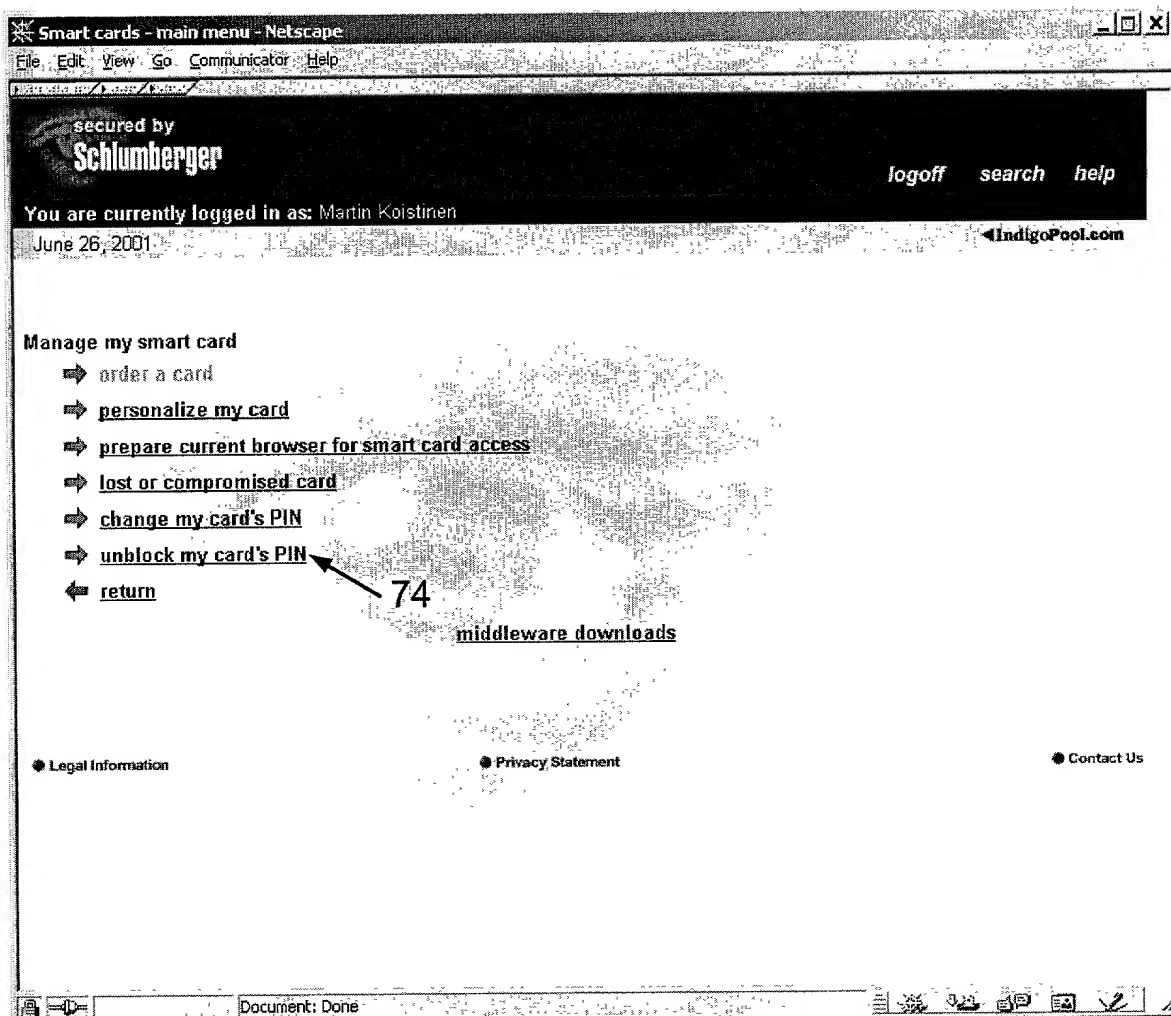 Smart cards - main menu - Netscape
File Edit View Go Communicator Help
secured by
Schlumberger
logoff search help
You are currently logged in as: Martin Koistinen
June 26, 2001
IndigoPool.com
Manage my smart card
order a card
personalize my card
prepare current browser for smart card access
lost or compromised card
change my card's PIN
unblock my card's PIN
74
return
middleware downloads
Legal Information
Privacy Statement
Contact Us
Document: Done